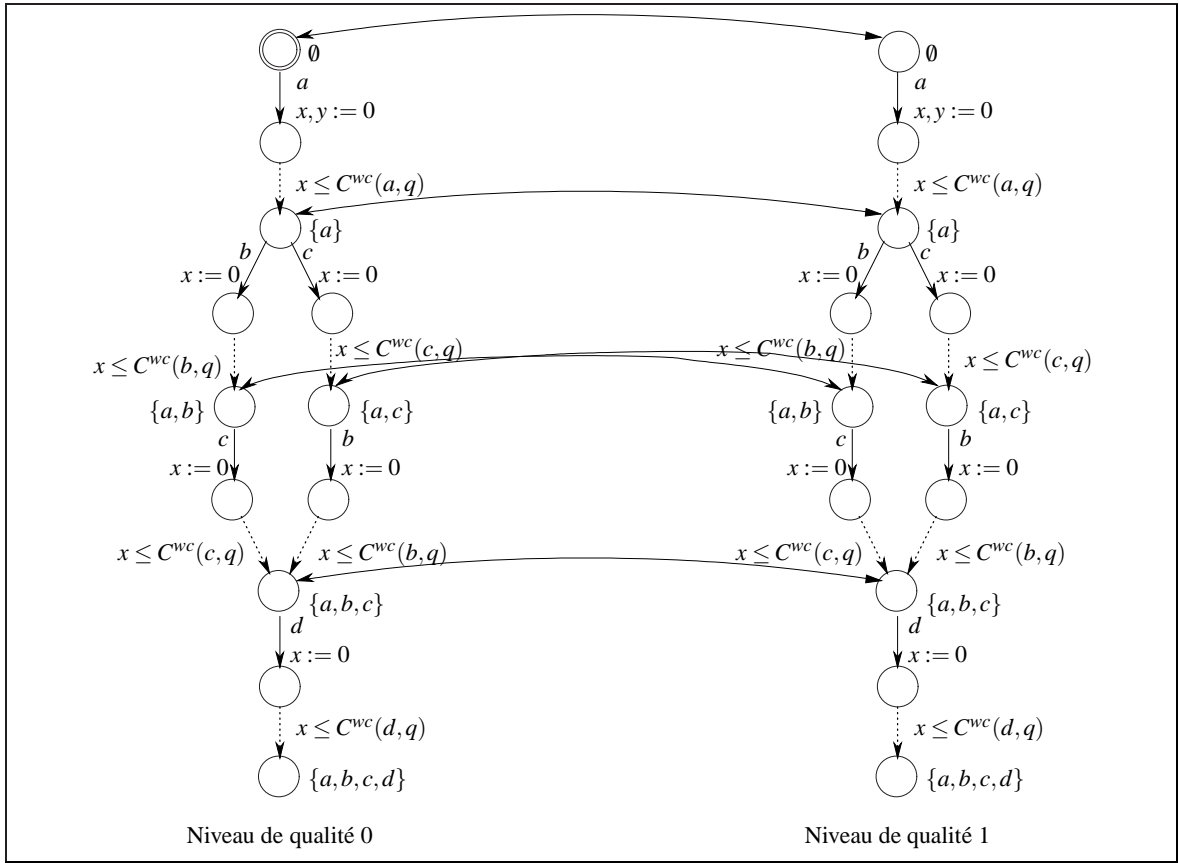 ∅ ∅
a a
x, y := 0 x, y := 0
x ≤ C^{wc}(a,q) x ≤ C^{wc}(a,q)
{a} {a}
b c b c
x := 0 x := 0 x := 0 x := 0
x ≤ C^{wc}(b,q) x ≤ C^{wc}(c,q) x ≤ C^{wc}(b,q) x ≤ C^{wc}(c,q)
{a,b} {a,c} {a,b} {a,c}
c b c b
x := 0 x := 0 x := 0 x := 0
x ≤ C^{wc}(c,q) x ≤ C^{wc}(b,q) x ≤ C^{wc}(c,q) x ≤ C^{wc}(b,q)
{a,b,c} {a,b,c}
d d
x := 0 x := 0
x ≤ C^{wc}(d,q) x ≤ C^{wc}(d,q)
{a,b,c,d} {a,b,c,d}
Niveau de qualité 0 Niveau de qualité 1